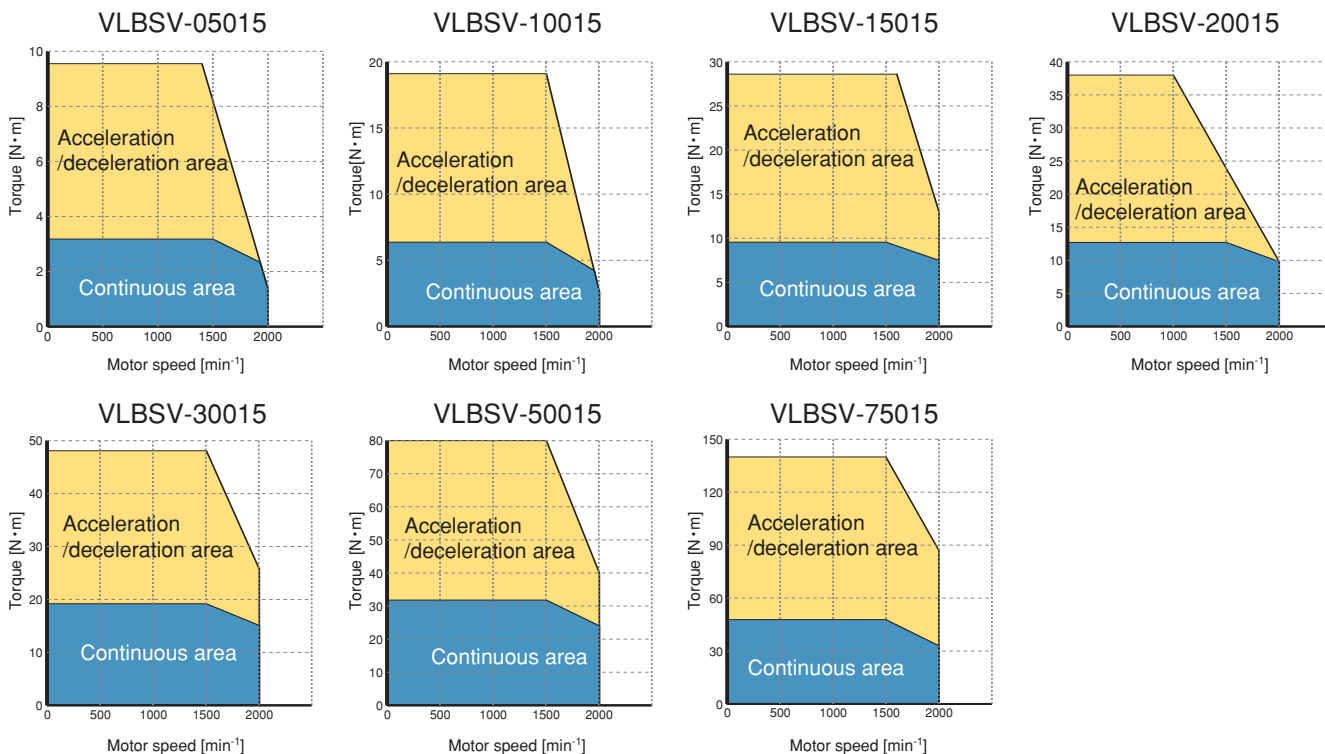 VLBSV-05015
10
8
6
4
2
0
Torque [N・m]
Acceleration
/deceleration area
Continuous area
0 500 1000 1500 2000
Motor speed [min-1]
VLBSV-10015
20
15
10
5
0
Torque[N・m]
Acceleration
/deceleration area
Continuous area
0 500 1000 1500 2000
Motor speed [min-1]
VLBSV-15015
30
25
20
15
10
5
0
Torque [N・m]
Acceleration
/deceleration area
Continuous area
0 500 1000 1500 2000
Motor speed [min-1]
VLBSV-20015
40
35
30
25
20
15
10
5
0
Torque [N・m]
Acceleration
/deceleration area
Continuous area
0 500 1000 1500 2000
Motor speed [min-1]
VLBSV-30015
50
40
30
20
10
0
Torque [N・m]
Acceleration
/deceleration area
Continuous area
0 500 1000 1500 2000
Motor speed [min-1]
VLBSV-50015
80
70
60
50
40
30
20
10
0
Torque [N・m]
Acceleration
/deceleration area
Continuous area
0 500 1000 1500 2000
Motor speed [min-1]
VLBSV-75015
150
120
90
60
30
0
Torque [N・m]
Acceleration
/deceleration area
Continuous area
0 500 1000 1500 2000
Motor speed [min-1]